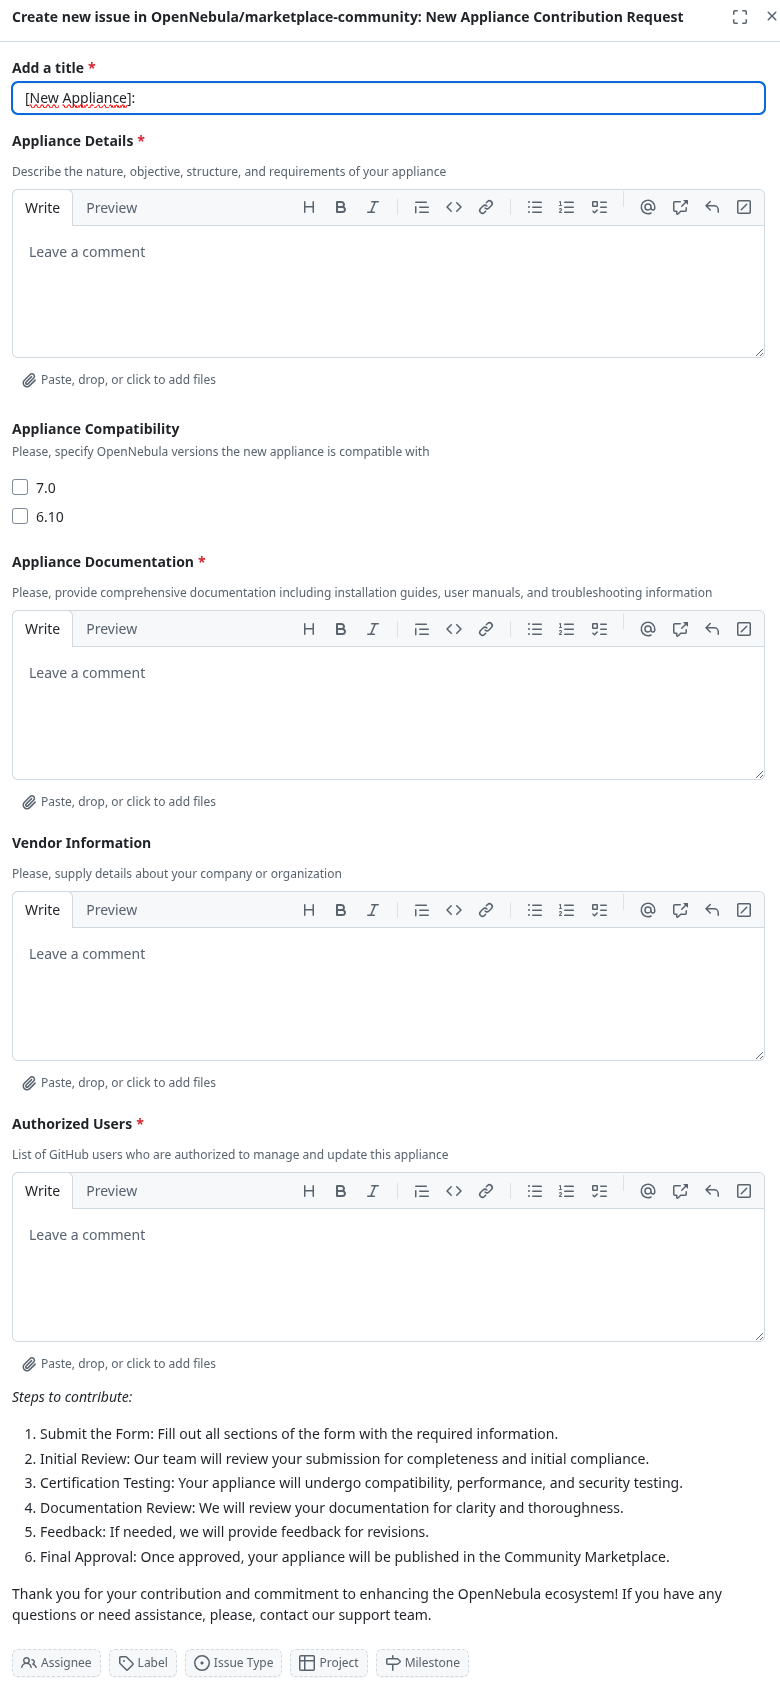 Create new issue in OpenNebula/marketplace-community: New Appliance Contribution Request
Add a title *
[New Appliance]:
Appliance Details *
Describe the nature, objective, structure, and requirements of your appliance
Write Preview
Leave a comment
Paste, drop, or click to add files
Appliance Compatibility
Please, specify OpenNebula versions the new appliance is compatible with
7.0
6.10
Appliance Documentation *
Please, provide comprehensive documentation including installation guides, user manuals, and troubleshooting information
Write Preview
Leave a comment
Paste, drop, or click to add files
Vendor Information
Please, supply details about your company or organization
Write Preview
Leave a comment
Paste, drop, or click to add files
Authorized Users *
List of GitHub users who are authorized to manage and update this appliance
Write Preview
Leave a comment
Paste, drop, or click to add files
Steps to contribute:
1. Submit the Form: Fill out all sections of the form with the required information.
2. Initial Review: Our team will review your submission for completeness and initial compliance.
3. Certification Testing: Your appliance will undergo compatibility, performance, and security testing.
4. Documentation Review: We will review your documentation for clarity and thoroughness.
5. Feedback: If needed, we will provide feedback for revisions.
6. Final Approval: Once approved, your appliance will be published in the Community Marketplace.
Thank you for your contribution and commitment to enhancing the OpenNebula ecosystem! If you have any
questions or need assistance, please, contact our support team.
Assignee Label Issue Type Project Milestone